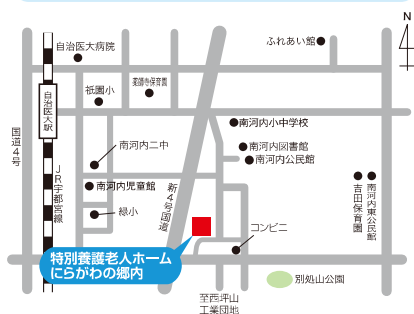 N
自治医大病院
ふれあい館
祇園小
薬師寺保育園
自治医大駅
国道4号
南河内小中学校
南河内二中
南河内図書館
南河内公民館
JR宇都宮線
南河内児童館
新4号国道
緑小
コンビニ
吉田保育園
南河内東公民館
特別養護老人ホーム
にらがわの郷内
別処山公園
至西坪山
工業団地